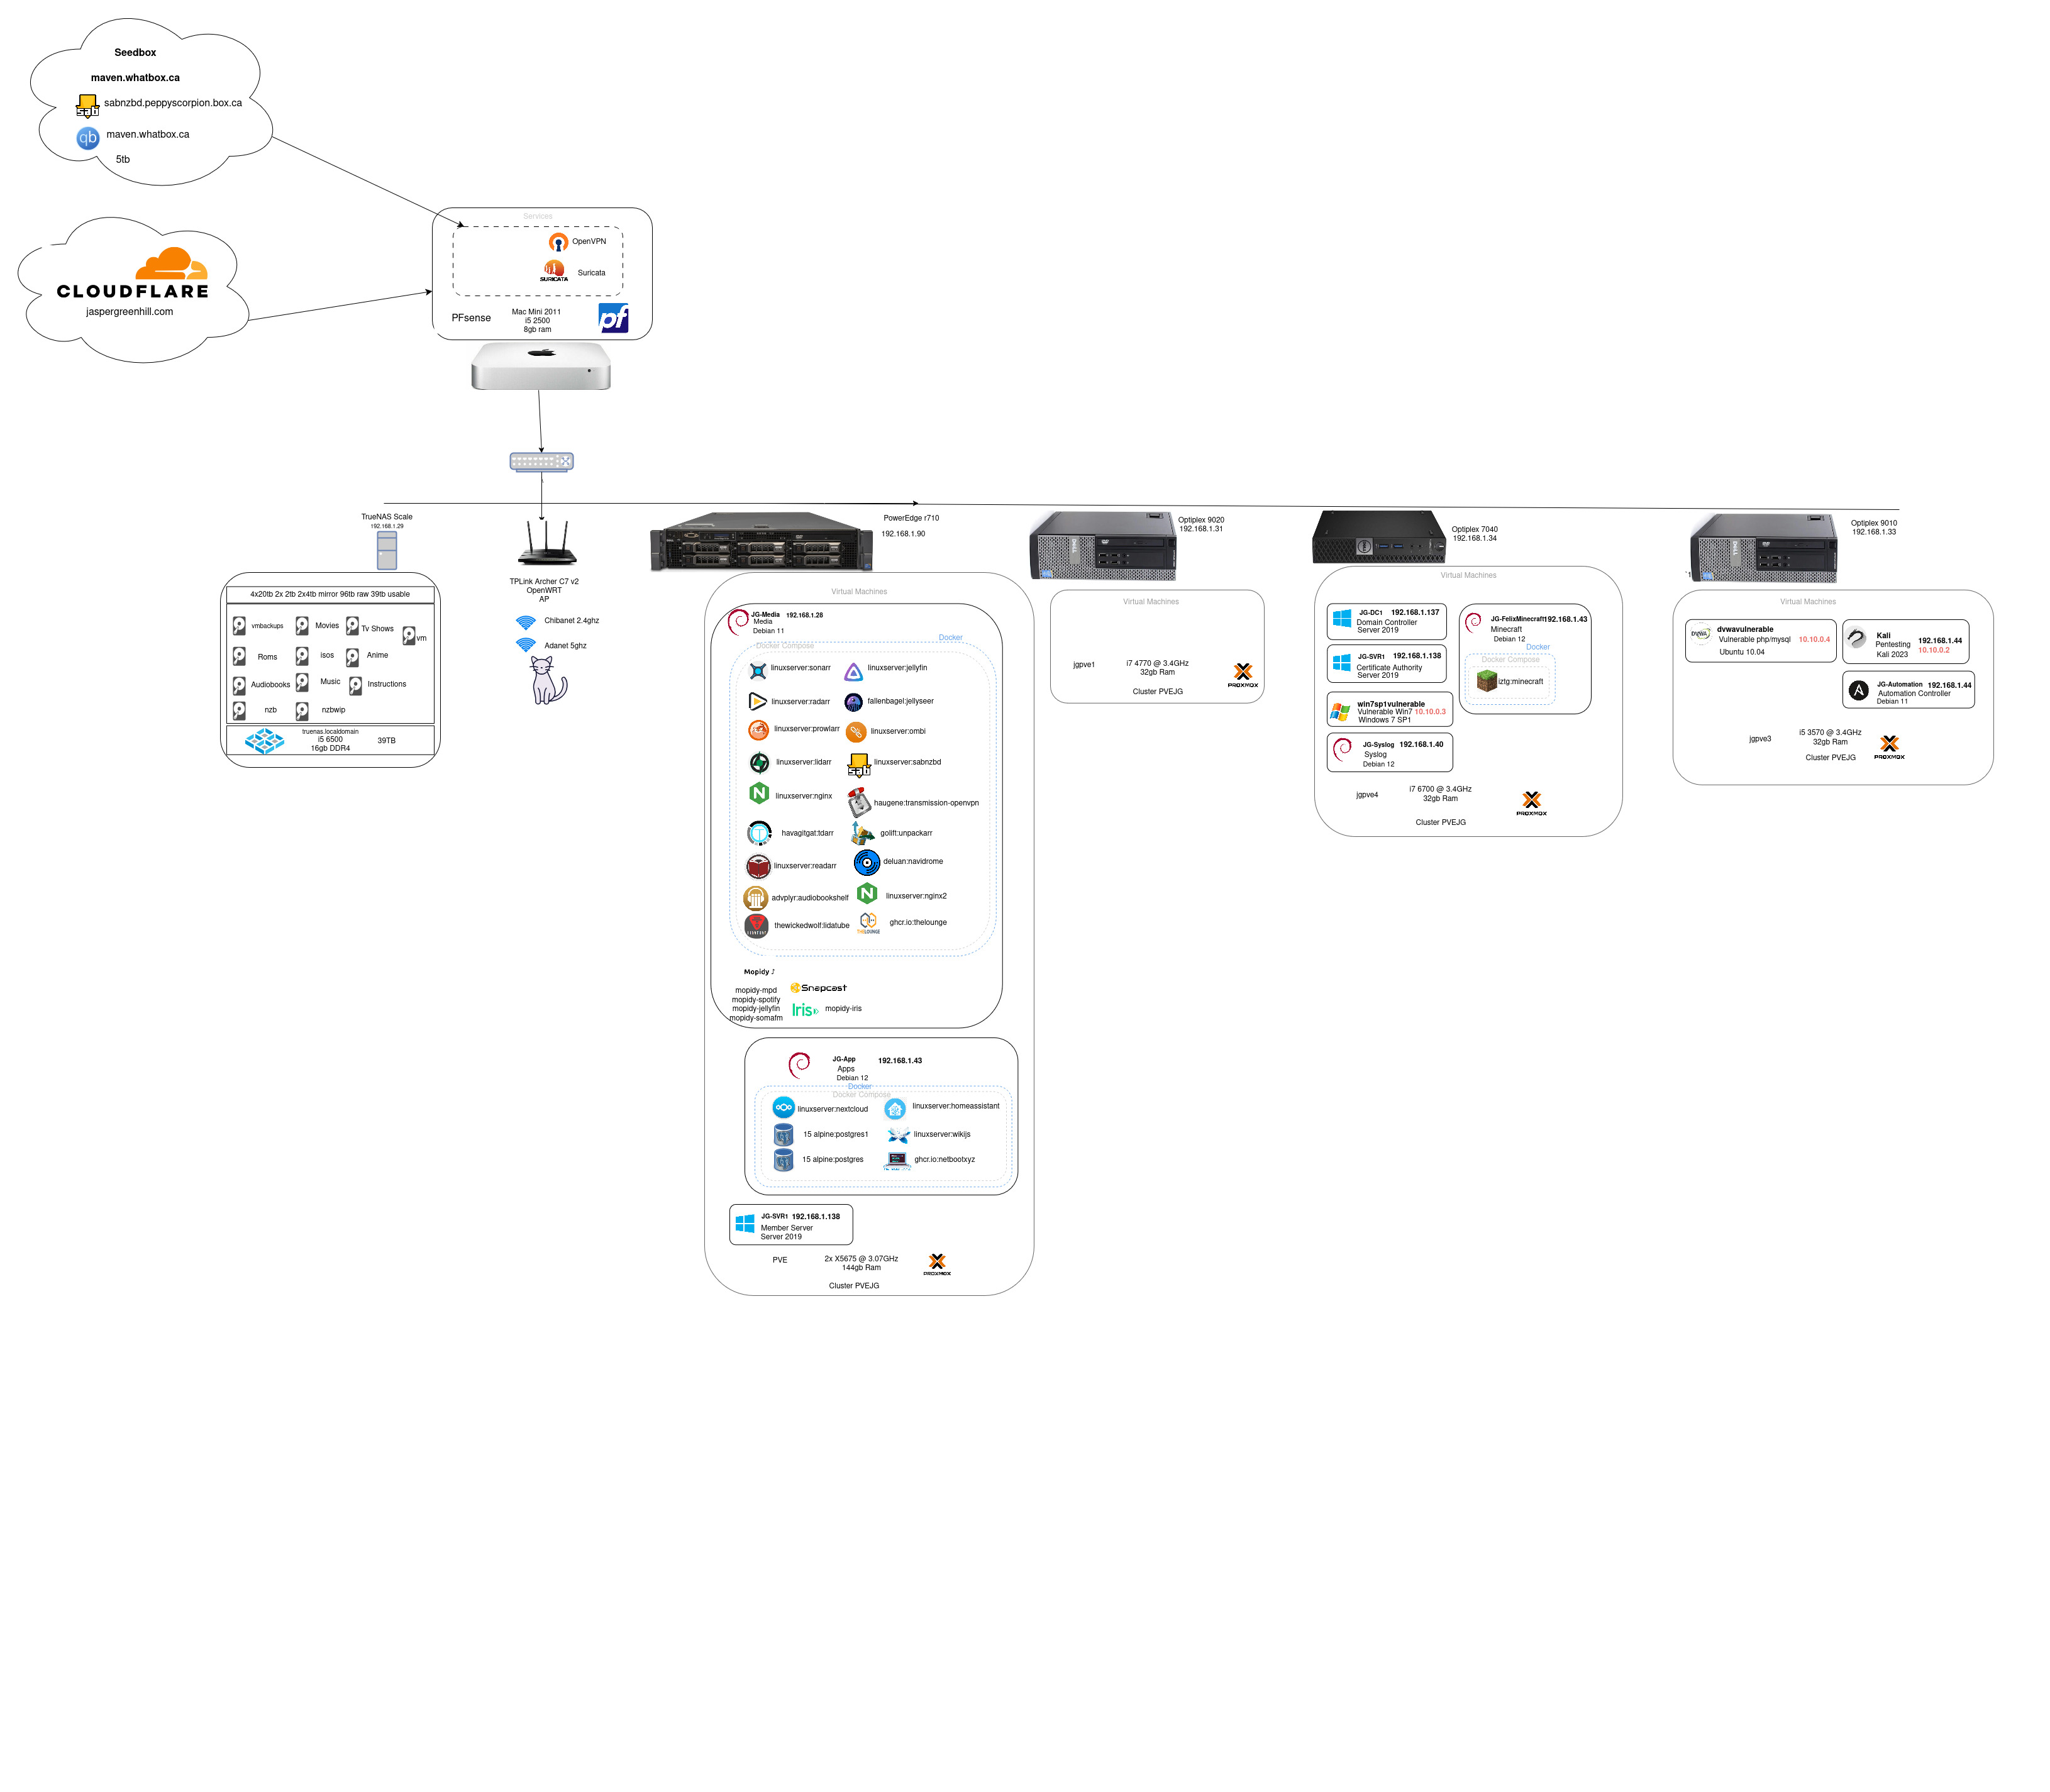 Seedbox
maven.whatbox.ca
sabnzbd.peppyscorpion.box.ca
qb
maven.whatbox.ca
5tb
CLOUDFLARE
jaspergreenhill.com
Services
OpenVPN
SURICATA
Suricata
PFsense
Mac Mini 2011
i5 2500
8gb ram
pf
TrueNAS Scale
192.168.1.29
4x20tb 2x 2tb 2x4tb mirror 96tb raw 39tb usable
vmbackups
Movies
Tv Shows
vm
Roms
isos
Anime
Audiobooks
Music
Instructions
nzb
nzbwip
truenas.localdomain
i5 6500
16gb DDR4
39TB
TPLink Archer C7 v2
OpenWRT
AP
Chibanet 2.4ghz
Adanet 5ghz
PowerEdge r710
192.168.1.90
Virtual Machines
JG-Media 192.168.1.28
Media
Debian 11
Docker
Docker Compose
linuxserver:sonarr
linuxserver:jellyfin
linuxserver:radarr
fallenbagel:jellyseer
linuxserver:prowlarr
linuxserver:ombi
linuxserver:lidarr
linuxserver:sabnzbd
linuxserver:nginx
haugene:transmission-openvpn
havagitgat:tdarr
golift:unpackarr
linuxserver:readarr
deluan:navidrome
advplyr:audiobookshelf
linuxserver:nginx2
thewickedwolf:lidatube
THELOUNGE
ghcr.io:thelounge
Mopidy
mopidy-mpd
mopidy-spotify
mopidy-jellyfin
mopidy-somafm
Snapcast
Iris
mopidy-iris
JG-App 192.168.1.43
Apps
Debian 12
Docker
Docker Compose
linuxserver:nextcloud
linuxserver:homeassistant
15 alpine:postgres1
linuxserver:wikijs
15 alpine:postgres
ghcr.io:netbootxyz
JG-SVR1 192.168.1.138
Member Server
Server 2019
PVE
2x X5675 @ 3.07GHz
144gb Ram
PROXMOX
Cluster PVEJG
Optiplex 9020
192.168.1.31
Virtual Machines
jgpve1
i7 4770 @ 3.4GHz
32gb Ram
PROXMOX
Cluster PVEJG
Optiplex 7040
192.168.1.34
Virtual Machines
JG-DC1 192.168.1.137
Domain Controller
Server 2019
JG-SVR1 192.168.1.138
Certificate Authority
Server 2019
win7sp1vulnerable
Vulnerable Win7 10.10.0.3
Windows 7 SP1
JG-Syslog 192.168.1.40
Syslog
Debian 12
JG-FelixMinecraft192.168.1.43
Minecraft
Debian 12
Docker
Docker Compose
iztg:minecraft
jgpve4
i7 6700 @ 3.4GHz
32gb Ram
PROXMOX
Cluster PVEJG
Optiplex 9010
192.168.1.33
Virtual Machines
DVWA
dvwavulnerable
Vulnerable php/mysql 10.10.0.4
Ubuntu 10.04
Kali
Pentesting
Kali 2023
192.168.1.44
10.10.0.2
JG-Automation 192.168.1.44
Automation Controller
Debian 11
jgpve3
i5 3570 @ 3.4GHz
32gb Ram
Cluster PVEJG
PROXMOX